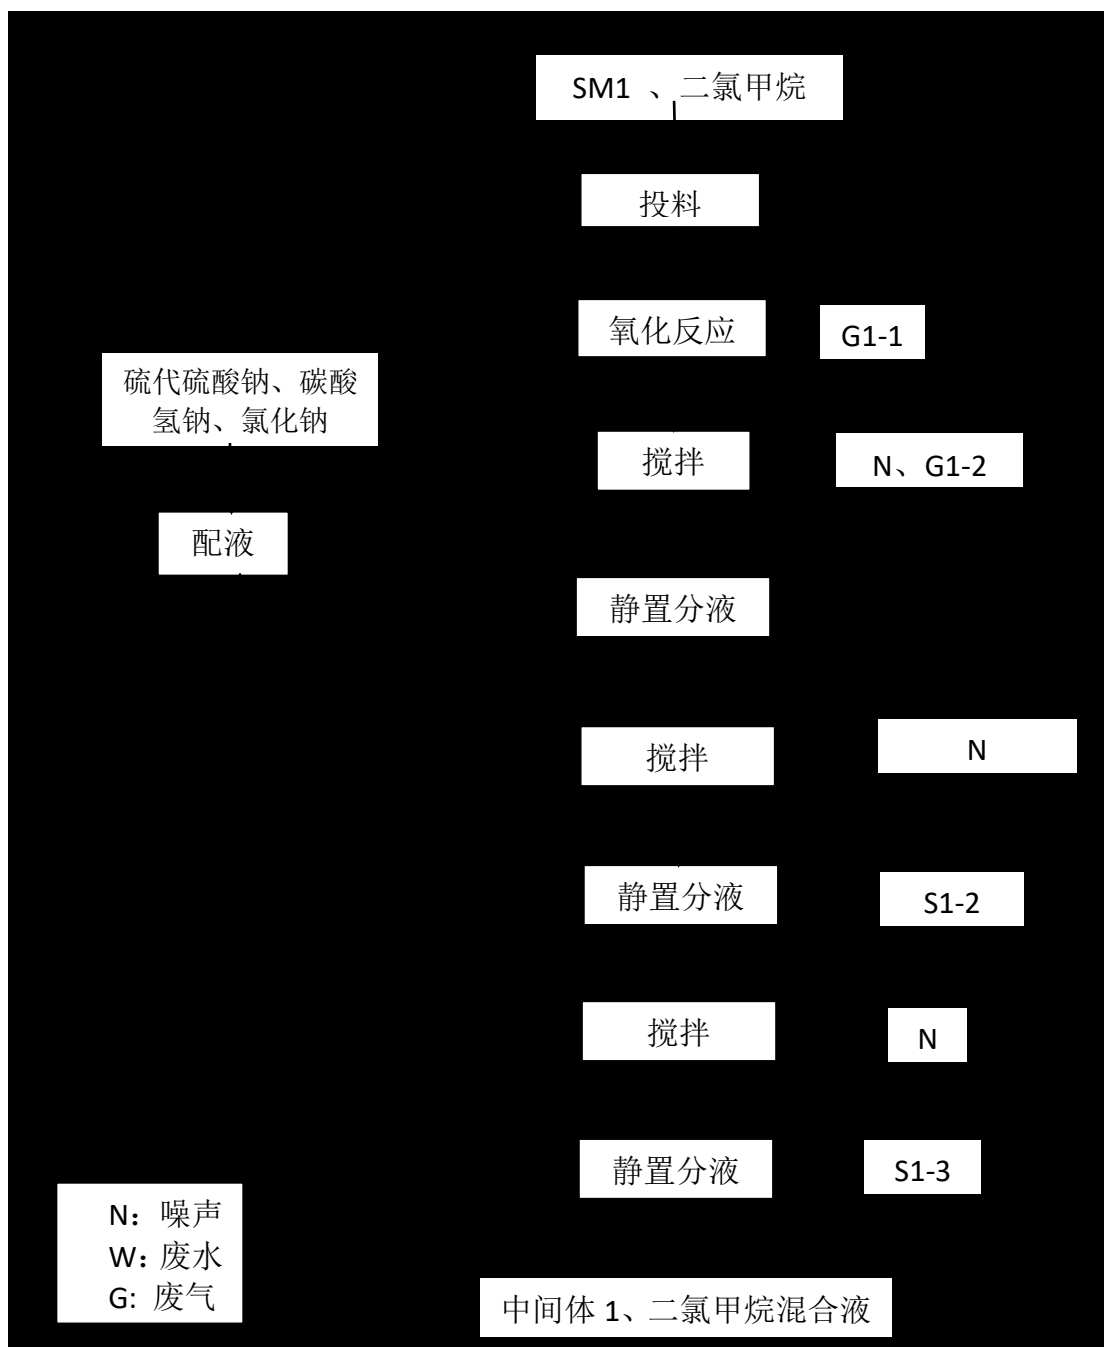 SM1 、二氯甲烷
投料
氧化反应
G1-1
硫代硫酸钠、碳酸
氢钠、氯化钠
搅拌
N、G1-2
配液
静置分液
搅拌
N
静置分液
S1-2
搅拌
N
静置分液
S1-3
N：噪声
W：废水
G: 废气
中间体 1、二氯甲烷混合液